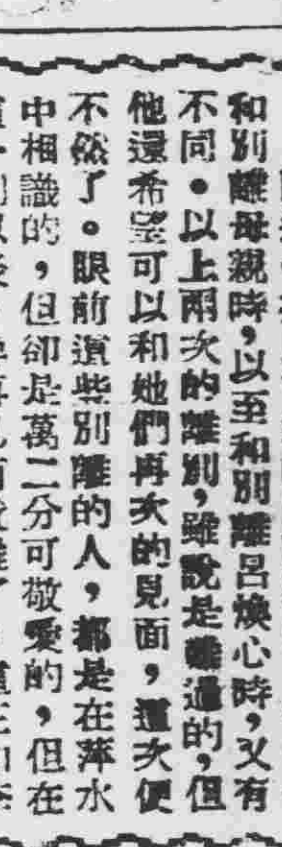 和別離母親時，以至和別離呂煥心時，又有
不同。以上兩次的離別，雖說是難過的，但
他還希望可以和她們再次的見面，這次便
不然了。眼前這些別離的人，都是在萍水
中相識的，但卻是萬二分可敬愛的，但在